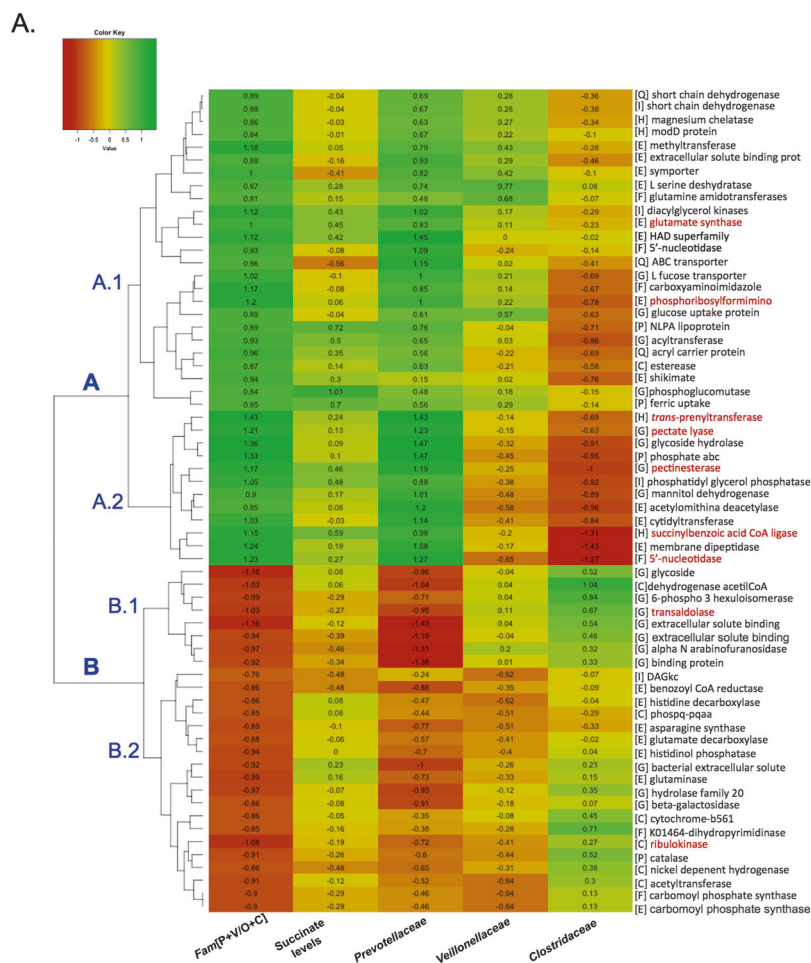 A.
Color Key
-1 -0.5 0 0.5 1
Value
0.89 -0.04 0.69 0.28 -0.36 [Q] short chain dehydrogenase
0.88 -0.04 0.67 0.28 -0.38 [I] short chain dehydrogenase
0.86 -0.03 0.63 0.27 -0.34 [H] magnesium chelatase
0.84 -0.01 0.67 0.22 -0.1 [H] modD protein
1.18 0.05 0.79 0.43 -0.28 [E] methyltransferase
0.89 -0.16 0.93 0.29 -0.46 [E] extracellular solute binding prot
1 -0.41 0.82 0.42 -0.1 [E] symporter
0.87 0.28 0.74 0.77 0.08 [E] L serine deshydratase
0.81 0.15 0.48 0.68 -0.07 [F] glutamine amidotransferases
1.12 0.43 1.02 0.17 -0.29 [I] diacylglycerol kinases
1 0.45 0.83 0.11 -0.23 [E] glutamate synthase
1.12 0.42 1.45 0 -0.02 [E] HAD superfamily
0.93 -0.08 1.09 -0.24 -0.14 [F] 5'-nucleotidase
0.86 -0.56 1.15 0.02 -0.41 [Q] ABC transporter
A.1
1.02 -0.1 1 0.21 -0.69 [G] L fucose transporter
1.17 -0.08 0.85 0.14 -0.67 [F] carboxyaminoimidazole
1.2 0.06 1 0.22 -0.78 [E] phosphoribosylformimino
0.89 -0.04 0.61 0.57 -0.63 [G] glucose uptake protein
0.89 0.72 0.76 -0.04 -0.71 [P] NLPA lipoprotein
0.93 0.5 0.65 0.03 -0.86 [G] acyltransferase
0.96 0.35 0.56 -0.22 -0.69 [Q] acryl carrier protein
0.87 0.14 0.63 -0.21 -0.58 [C] esterease
A
0.94 0.3 0.15 0.02 -0.76 [E] shikimate
0.84 1.01 0.48 0.18 -0.15 [G]phosphoglucomutase
0.85 0.7 0.56 0.29 -0.14 [P] ferric uptake
1.43 0.24 1.43 -0.14 -0.69 [H] trans-prenyltransferase
1.21 0.13 1.23 -0.15 -0.63 [G] pectate lyase
1.36 0.09 1.47 -0.32 -0.91 [G] glycoside hydrolase
1.33 0.1 1.47 -0.45 -0.95 [P] phosphate abc
1.17 0.46 1.19 -0.25 -1 [G] pectinesterase
1.05 0.48 0.88 -0.38 -0.92 [I] phosphatidyl glycerol phosphatase
A.2
0.9 0.17 1.01 -0.48 -0.89 [G] mannitol dehydrogenase
0.85 0.08 1.2 -0.58 -0.96 [E] acetylomithina deacetylase
1.03 -0.03 1.14 -0.41 -0.84 [E] cytidyltransferase
1.15 0.59 0.98 -0.2 -1.31 [H] succinylbenzoic acid CoA ligase
1.24 0.19 1.08 -0.17 -1.43 [E] membrane dipeptidase
1.23 0.27 1.27 -0.65 -1.27 [F] 5'-nucleotidase
-1.16 0.08 -0.96 0.04 0.52 [G] glycoside
-1.03 0.06 -1.04 0.04 1.04 [C]dehydrogenase acetilCoA
B.1
-0.99 -0.29 -0.71 0.04 0.84 [G] 6-phospho 3 hexuloisomerase
-1.03 -0.27 -0.95 0.11 0.67 [G] transaldolase
-1.16 -0.12 -1.43 0.04 0.54 [G] extracellular solute binding
-0.94 -0.39 -1.19 -0.04 0.46 [G] extracellular solute binding
-0.97 -0.46 -1.31 0.2 0.32 [G] alpha N arabinofuranosidase
-0.92 -0.34 -1.38 0.01 0.33 [G] binding protein
B
-0.76 -0.48 -0.24 -0.62 -0.07 [I] DAGkc
-0.86 -0.48 -0.88 -0.35 -0.09 [E] benzoyl CoA reductase
-0.86 0.08 -0.47 -0.62 -0.04 [E] histidine decarboxylase
-0.85 0.08 -0.44 -0.51 -0.29 [C] phospq-pqaa
-0.89 -0.1 -0.77 -0.51 -0.33 [E] asparagine synthase
-0.88 -0.06 -0.57 -0.41 -0.02 [E] glutamate decarboxylase
B.2
-0.94 0 -0.7 -0.4 0.04 [E] histidinol phosphatase
-0.92 0.23 -1 -0.26 0.23 [G] bacterial extracellular solute
-0.99 0.16 -0.73 -0.33 0.15 [E] glutaminase
-0.97 -0.07 -0.95 -0.12 0.35 [G] hydrolase family 20
-0.86 -0.08 -0.91 -0.18 0.07 [G] beta-galactosidase
-0.86 -0.05 -0.35 -0.08 0.45 [C] cytochrome-b561
-0.85 -0.16 -0.38 -0.28 0.71 [F] K01464-dihydropyrimidinase
-1.08 -0.19 -0.72 -0.41 0.27 [C] ribulokinase
-0.91 -0.26 -0.6 -0.44 0.52 [P] catalase
-0.86 -0.48 -0.65 -0.31 0.38 [C] nickel depenent hydrogenase
-0.91 -0.12 -0.52 -0.64 0.3 [C] acetyltransferase
-0.9 -0.29 -0.46 -0.64 0.13 [F] carbomoyl phosphate synthase
-0.9 -0.29 -0.46 -0.64 0.13 [E] carbomoyl phosphate synthase
Fam[P+V/O+C] Succinate levels Prevotellaceae Veillonellaceae Clostridaceae